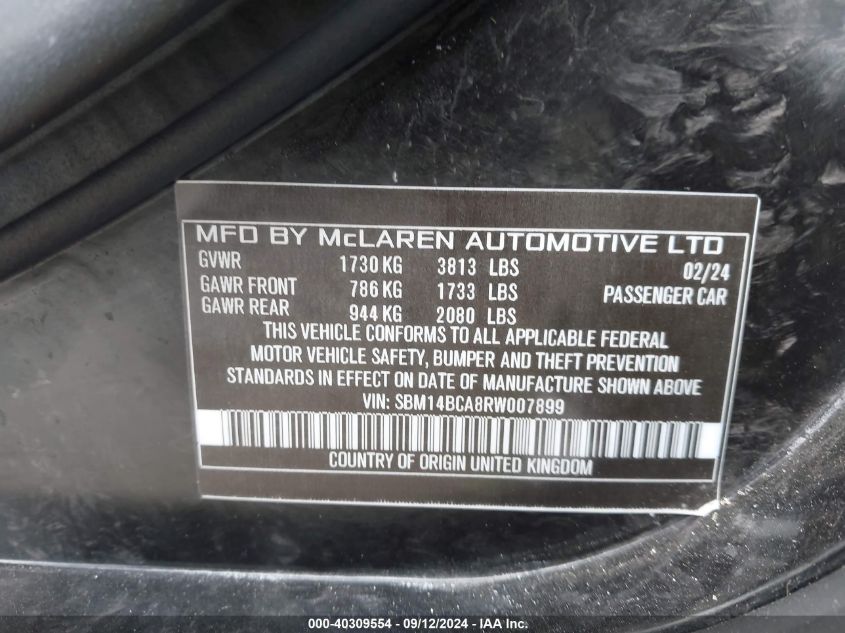 MFD BY McLAREN AUTOMOTIVE LTD
GVWR 1730 KG 3813 LBS 02/24
GAWR FRONT 786 KG 1733 LBS PASSENGER CAR
GAWR REAR 944 KG 2080 LBS
THIS VEHICLE CONFORMS TO ALL APPLICABLE FEDERAL
MOTOR VEHICLE SAFETY, BUMPER AND THEFT PREVENTION
STANDARDS IN EFFECT ON DATE OF MANUFACTURE SHOWN ABOVE
VIN: SBM14BCA8RW007899
COUNTRY OF ORIGIN UNITED KINGDOM
000-40309554 - 09/12/2024 - IAA Inc.